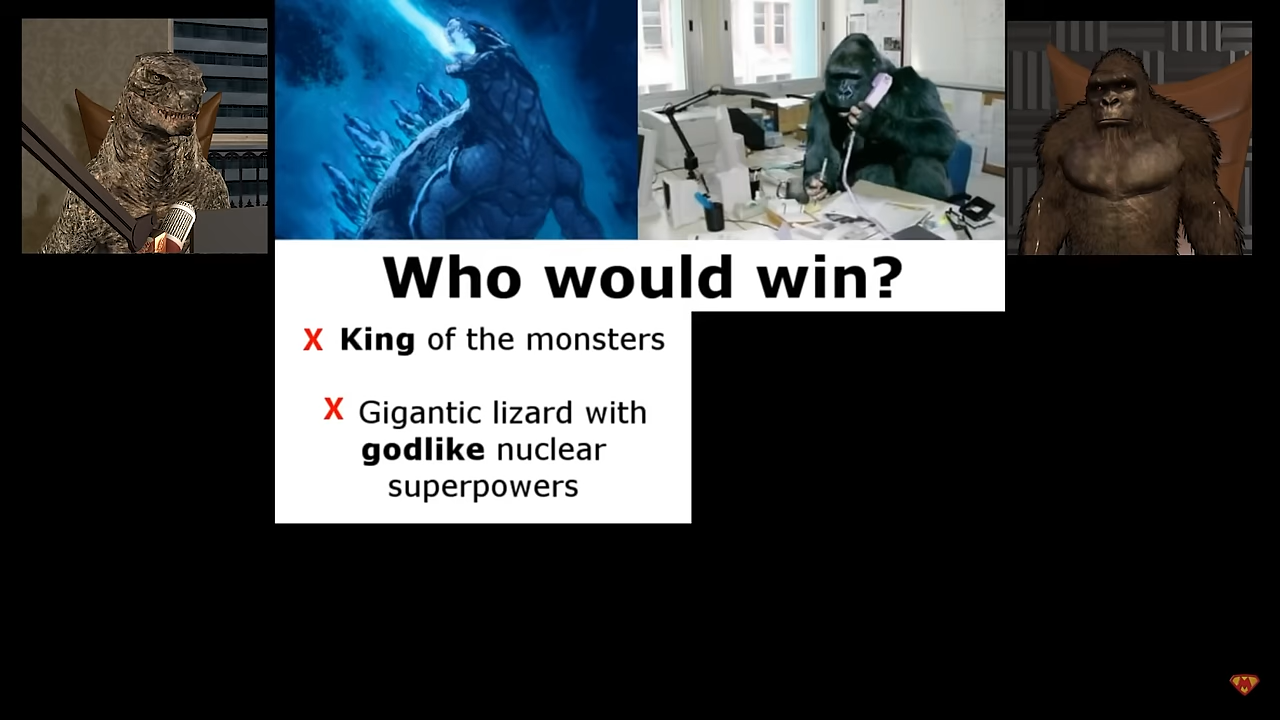 Who would win?
X King of the monsters
X Gigantic lizard with
godlike nuclear
superpowers
M